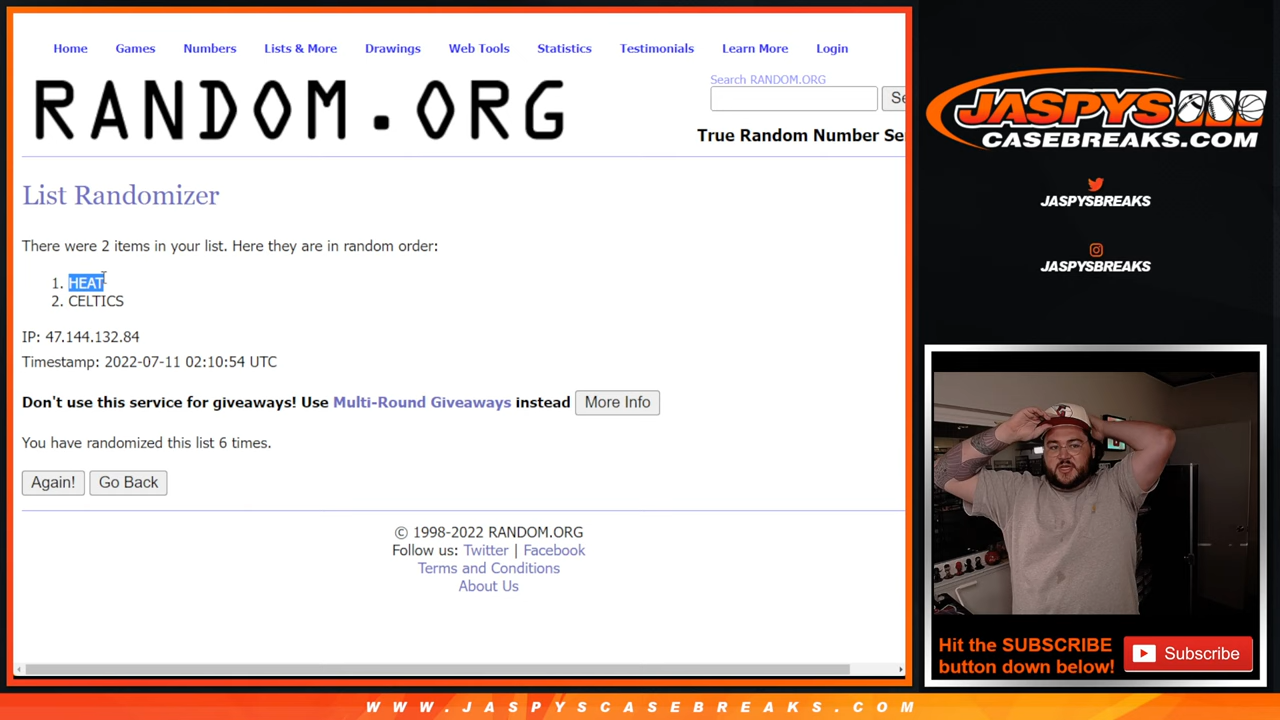 Home Games Numbers Lists & More Drawings Web Tools Statistics Testimonials Learn More Login
RANDOM.ORG
Search RANDOM.ORG
Se
True Random Number Se
List Randomizer
There were 2 items in your list. Here they are in random order:
1. HEAT
2. CELTICS
IP: 47.144.132.84
Timestamp: 2022-07-11 02:10:54 UTC
Don't use this service for giveaways! Use Multi-Round Giveaways instead More Info
You have randomized this list 6 times.
Again! Go Back
© 1998-2022 RANDOM.ORG
Follow us: Twitter | Facebook
Terms and Conditions
About Us
JASPYS
CASEBREAKS.COM
JASPYSBREAKS
JASPYSBREAKS
Hit the SUBSCRIBE
button down below!
Subscribe
WWW.JASPYSCASEBREAKS.COM